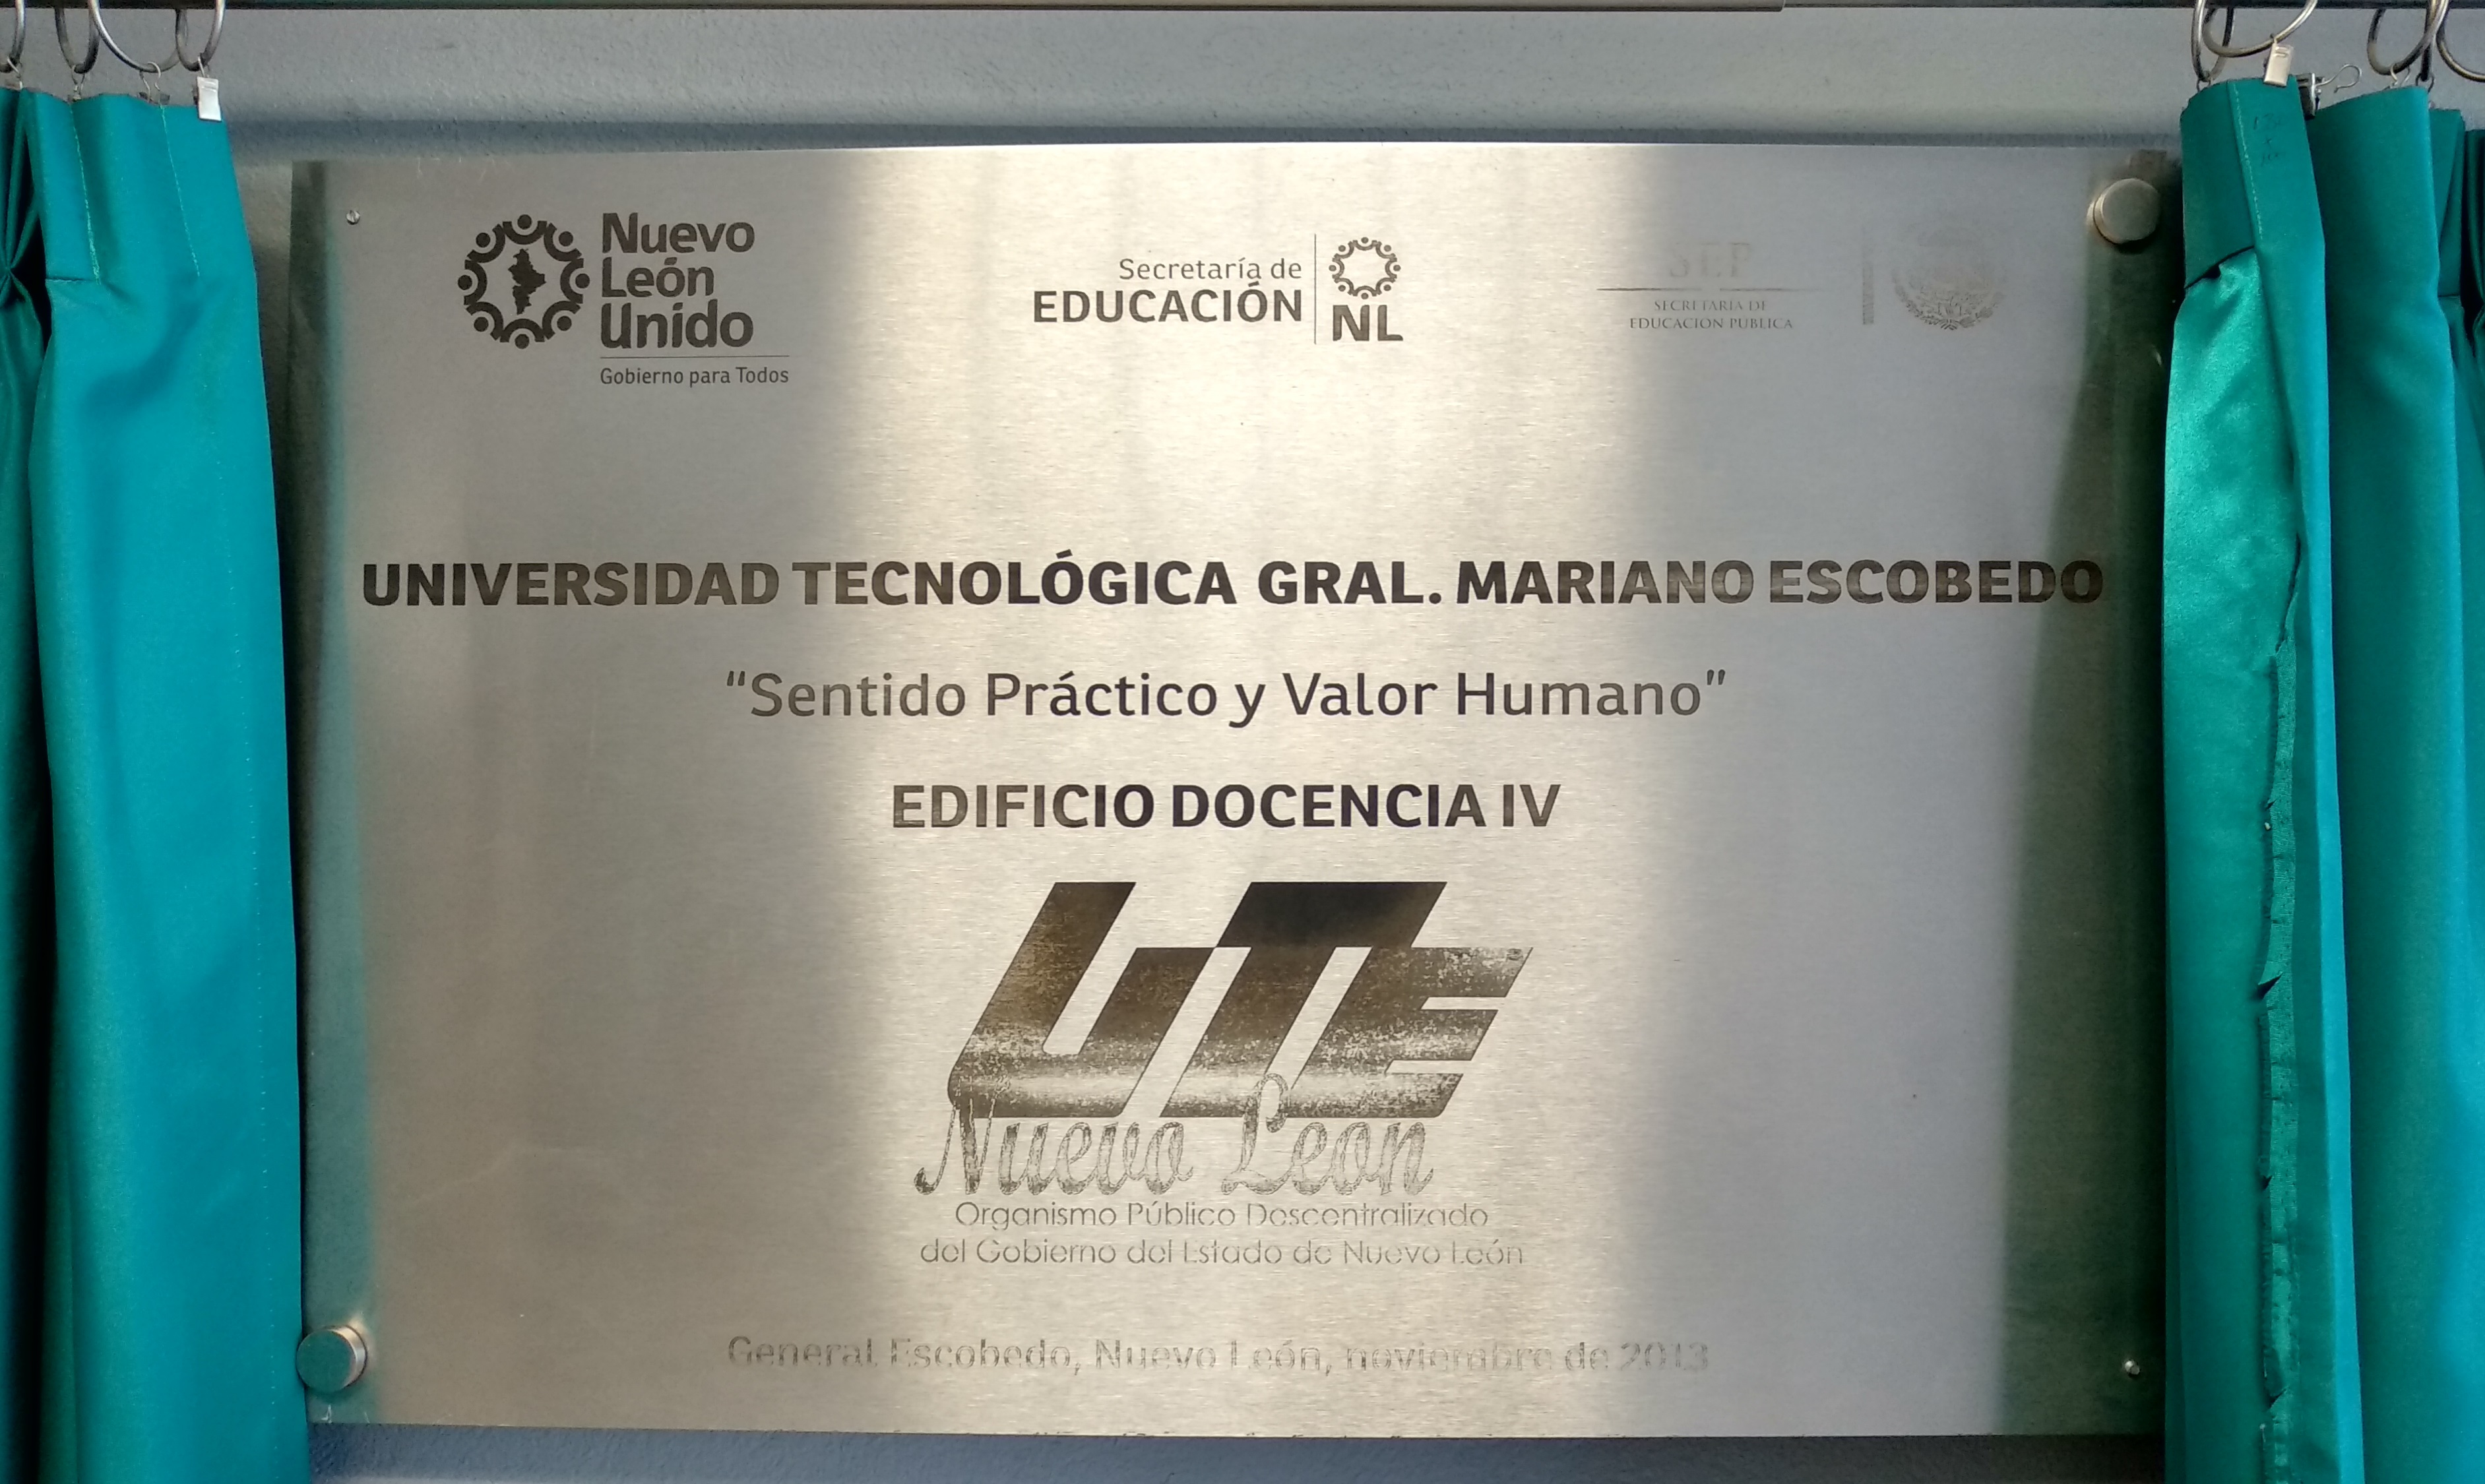 Nuevo
León
Unido
Gobierno para Todos
Secretaría de
EDUCACIÓN
NL
SEP
SECRETARÍA DE
EDUCACIÓN PÚBLICA
UNIVERSIDAD TECNOLÓGICA GRAL. MARIANO ESCOBEDO
"Sentido Práctico y Valor Humano"
EDIFICIO DOCENCIA IV
UTE
Nuevo León
Organismo Público Descentralizado
del Gobierno del Estado de Nuevo León
General Escobedo, Nuevo León, noviembre de 2013